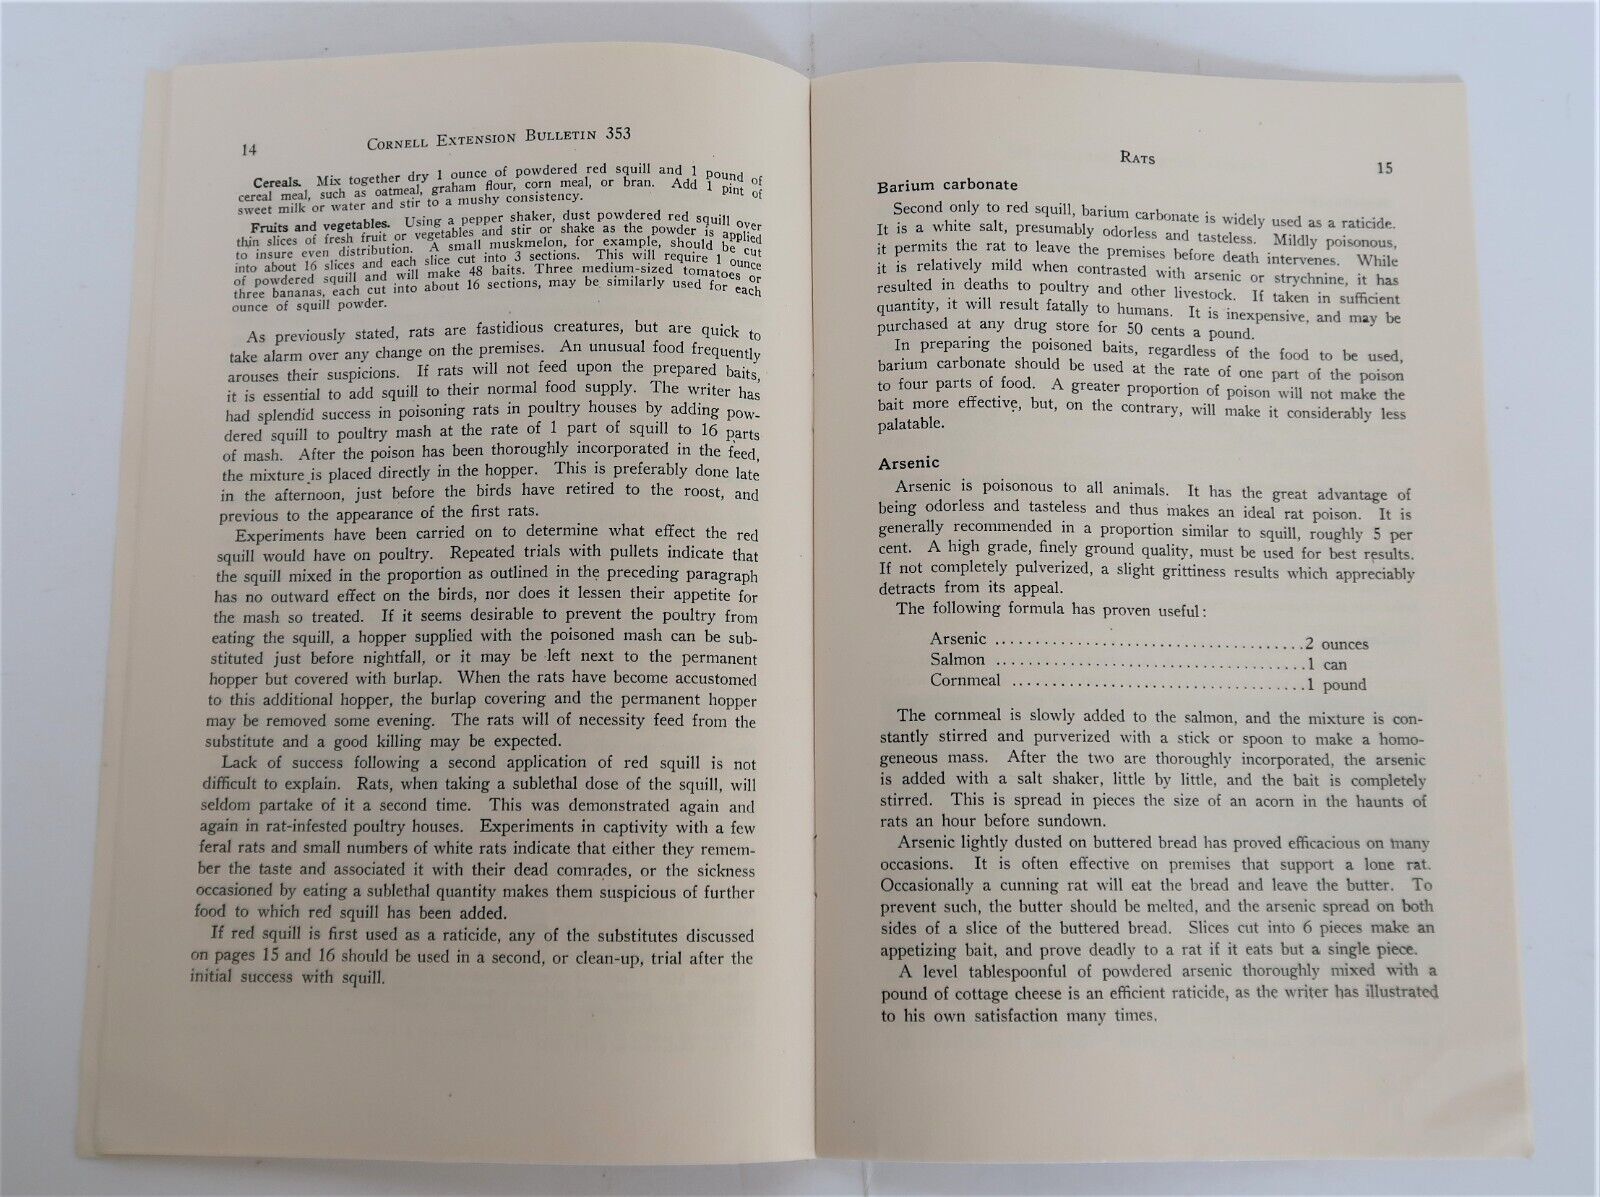 14
CORNELL EXTENSION BULLETIN 353
Cereals. Mix together dry 1 ounce of powdered red squill and 1 pound of
cereal meal, such as oatmeal, graham flour, corn meal, or bran. Add 1 pint of
sweet milk or water and stir to a mushy consistency.
Fruits and vegetables. Using a pepper shaker, dust powdered red squill over
thin slices of fresh fruit or vegetables and stir or shake as the powder is applied
to insure even distribution. A small muskmelon, for example, should be cut
into about 16 slices and each slice cut into 3 sections. This will require 1 ounce
of powdered squill and will make 48 baits. Three medium-sized tomatoes or
three bananas, each cut into about 16 sections, may be similarly used for each
ounce of squill powder.
As previously stated, rats are fastidious creatures, but are quick to
take alarm over any change on the premises. An unusual food frequently
arouses their suspicions. If rats will not feed upon the prepared baits,
it is essential to add squill to their normal food supply. The writer has
had splendid success in poisoning rats in poultry houses by adding pow-
dered squill to poultry mash at the rate of 1 part of squill to 16 parts
of mash. After the poison has been thoroughly incorporated in the feed,
the mixture is placed directly in the hopper. This is preferably done late
in the afternoon, just before the birds have retired to the roost, and
previous to the appearance of the first rats.
Experiments have been carried on to determine what effect the red
squill would have on poultry. Repeated trials with pullets indicate that
the squill mixed in the proportion as outlined in the preceding paragraph
has no outward effect on the birds, nor does it lessen their appetite for
the mash so treated. If it seems desirable to prevent the poultry from
eating the squill, a hopper supplied with the poisoned mash can be sub-
stituted just before nightfall, or it may be left next to the permanent
hopper but covered with burlap. When the rats have become accustomed
to this additional hopper, the burlap covering and the permanent hopper
may be removed some evening. The rats will of necessity feed from the
substitute and a good killing may be expected.
Lack of success following a second application of red squill is not
difficult to explain. Rats, when taking a sublethal dose of the squill, will
seldom partake of it a second time. This was demonstrated again and
again in rat-infested poultry houses. Experiments in captivity with a few
feral rats and small numbers of white rats indicate that either they remem-
ber the taste and associated it with their dead comrades, or the sickness
occasioned by eating a sublethal quantity makes them suspicious of further
food to which red squill has been added.
If red squill is first used as a raticide, any of the substitutes discussed
on pages 15 and 16 should be used in a second, or clean-up, trial after the
initial success with squill.
RATS
15
Barium carbonate
Second only to red squill, barium carbonate is widely used as a raticide.
It is a white salt, presumably odorless and tasteless. Mildly poisonous,
it permits the rat to leave the premises before death intervenes. While
it is relatively mild when contrasted with arsenic or strychnine, it has
resulted in deaths to poultry and other livestock. If taken in sufficient
quantity, it will result fatally to humans. It is inexpensive, and may be
purchased at any drug store for 50 cents a pound.
In preparing the poisoned baits, regardless of the food to be used,
barium carbonate should be used at the rate of one part of the poison
to four parts of food. A greater proportion of poison will not make the
bait more effective, but, on the contrary, will make it considerably less
palatable.
Arsenic
Arsenic is poisonous to all animals. It has the great advantage of
being odorless and tasteless and thus makes an ideal rat poison. It is
generally recommended in a proportion similar to squill, roughly 5 per
cent. A high grade, finely ground quality, must be used for best results.
If not completely pulverized, a slight grittiness results which appreciably
detracts from its appeal.
The following formula has proven useful:
Arsenic ......................................2 ounces
Salmon ......................................1 can
Cornmeal ....................................1 pound
The cornmeal is slowly added to the salmon, and the mixture is con-
stantly stirred and purverized with a stick or spoon to make a homo-
geneous mass. After the two are thoroughly incorporated, the arsenic
is added with a salt shaker, little by little, and the bait is completely
stirred. This is spread in pieces the size of an acorn in the haunts of
rats an hour before sundown.
Arsenic lightly dusted on buttered bread has proved efficacious on many
occasions. It is often effective on premises that support a lone rat.
Occasionally a cunning rat will eat the bread and leave the butter. To
prevent such, the butter should be melted, and the arsenic spread on both
sides of a slice of the buttered bread. Slices cut into 6 pieces make an
appetizing bait, and prove deadly to a rat if it eats but a single piece.
A level tablespoonful of powdered arsenic thoroughly mixed with a
pound of cottage cheese is an efficient raticide, as the writer has illustrated
to his own satisfaction many times.